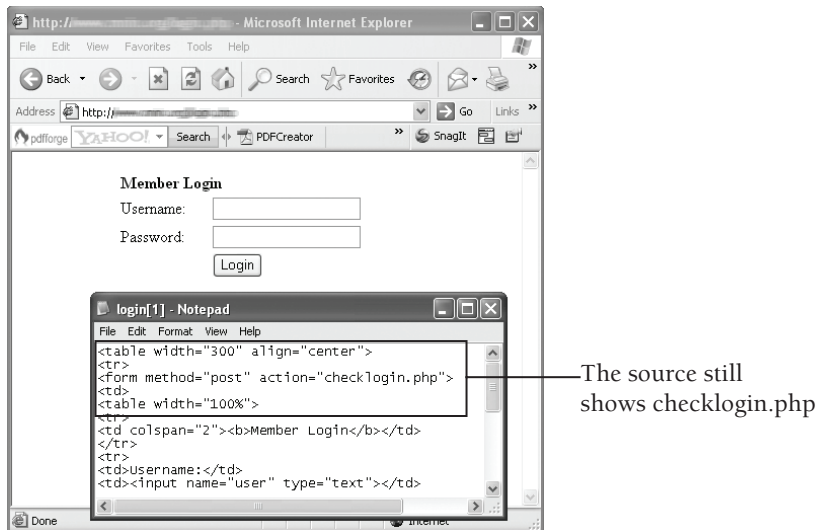 http:// - Microsoft Internet Explorer
File Edit View Favorites Tools Help
Back Search Favorites »
Address http:// Go Links »
pdfforge YAHOO! Search PDFCreator » SnagIt
Member Login
Username:
Password:
Login
login[1] - Notepad
File Edit Format View Help
<table width="300" align="center">
<tr>
<form method="post" action="checklogin.php">
<td>
<table width="100%">
<tr>
<td colspan="2"><b>Member Login</b></td>
</tr>
<tr>
<td>Username:</td>
<td><input name="user" type="text"></td>
Done Internet
The source still
shows checklogin.php